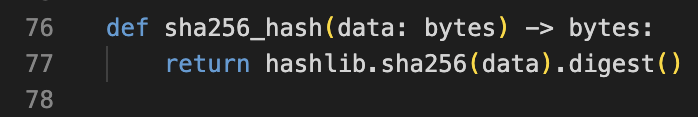 76 def sha256_hash(data: bytes) -> bytes:
77     return hashlib.sha256(data).digest()
78